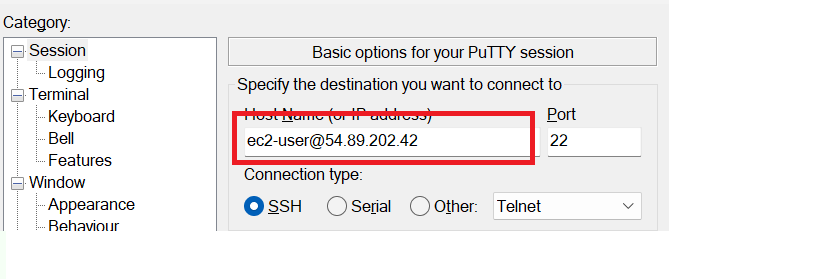 Category:
Session
Logging
Terminal
Keyboard
Bell
Features
Window
Appearance
Behaviour
Basic options for your PuTTY session
Specify the destination you want to connect to
Host Name (or IP address) Port
ec2-user@54.89.202.42 22
Connection type:
SSH Serial Other: Telnet